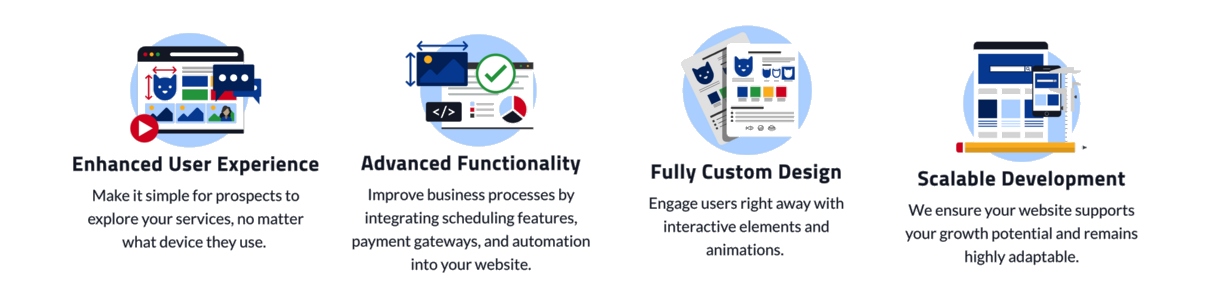 Enhanced User Experience
Make it simple for prospects to
explore your services, no matter
what device they use.
Advanced Functionality
Improve business processes by
integrating scheduling features,
payment gateways, and automation
into your website.
Fully Custom Design
Engage users right away with
interactive elements and
animations.
Scalable Development
We ensure your website supports
your growth potential and remains
highly adaptable.